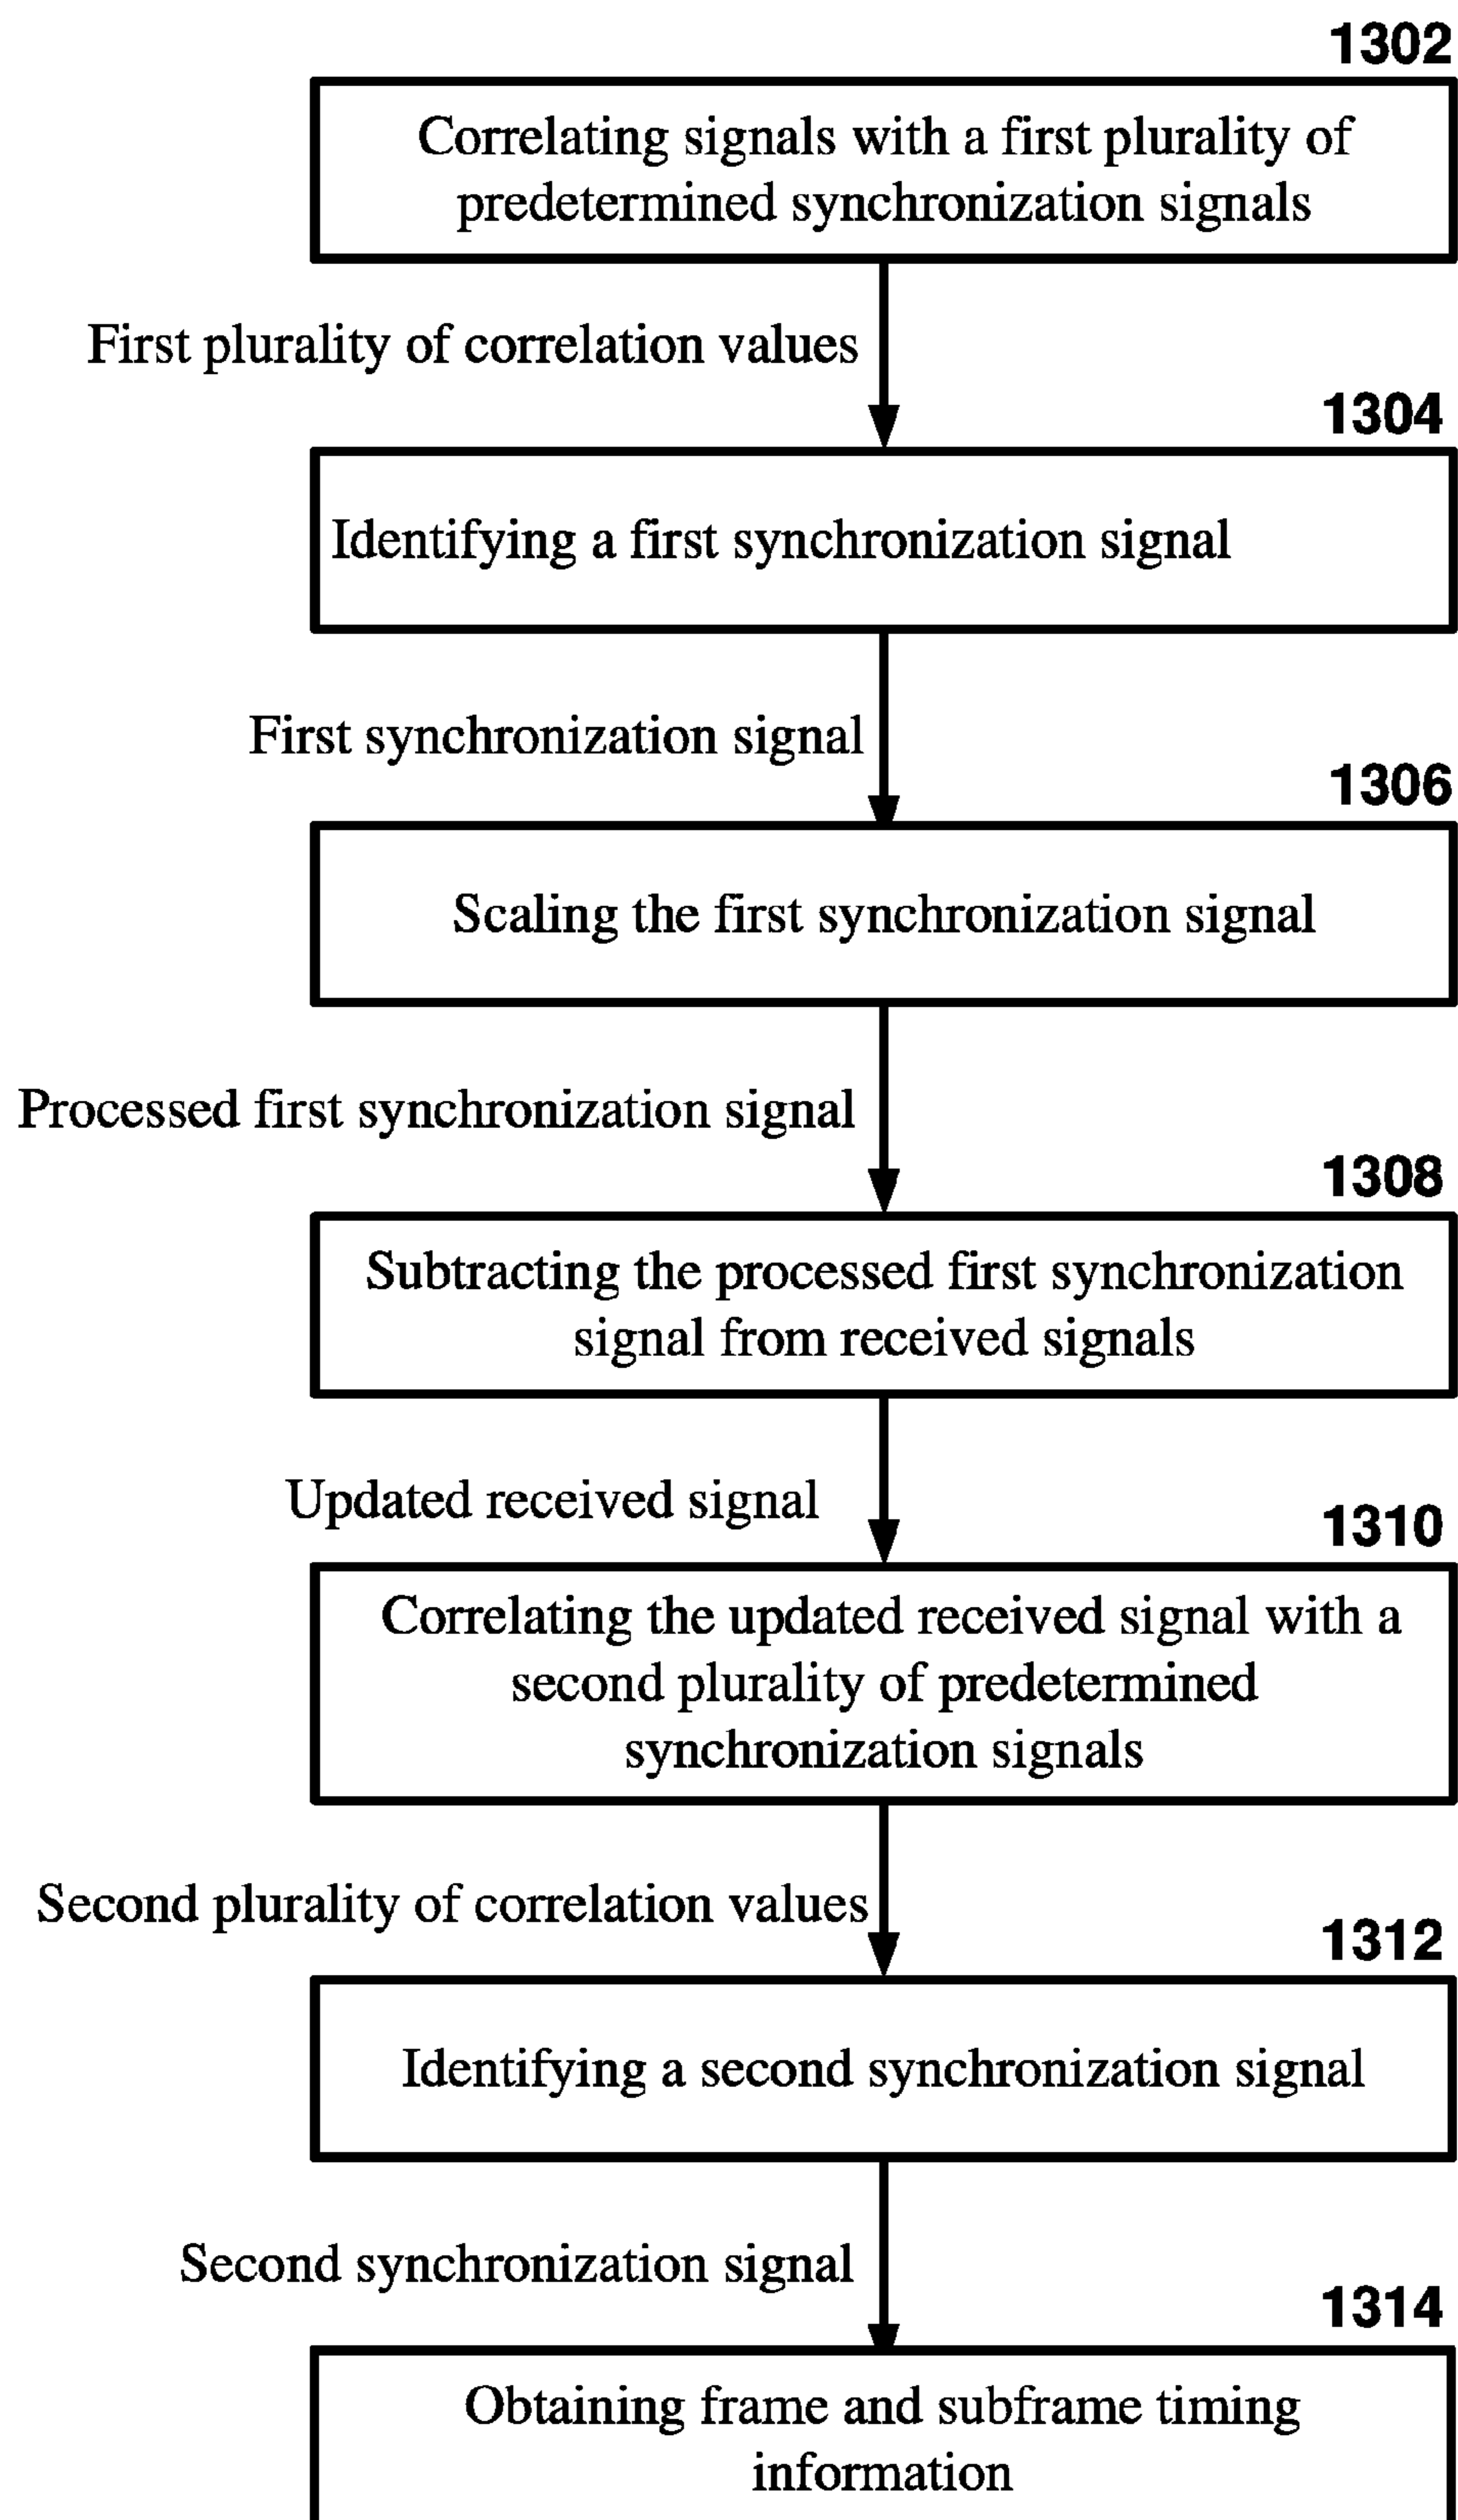 1302
Correlating signals with a first plurality of
predetermined synchronization signals
First plurality of correlation values
1304
Identifying a first synchronization signal
First synchronization signal
1306
Scaling the first synchronization signal
Processed first synchronization signal
1308
Subtracting the processed first synchronization
signal from received signals
Updated received signal
1310
Correlating the updated received signal with a
second plurality of predetermined
synchronization signals
Second plurality of correlation values
1312
Identifying a second synchronization signal
Second synchronization signal
1314
Obtaining frame and subframe timing
information